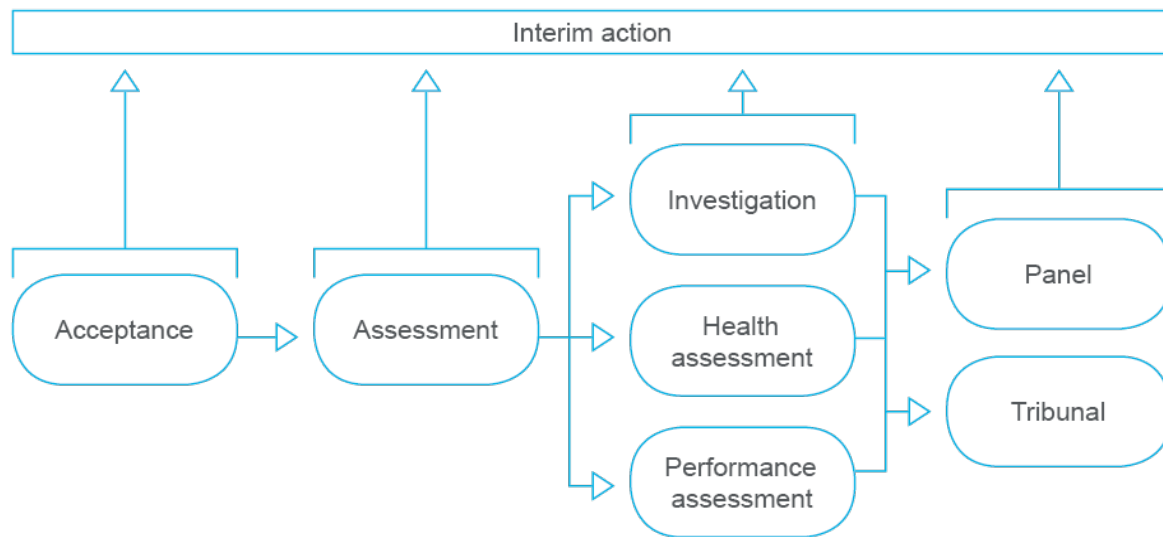 Interim action
Acceptance
Assessment
Investigation
Health
assessment
Performance
assessment
Panel
Tribunal